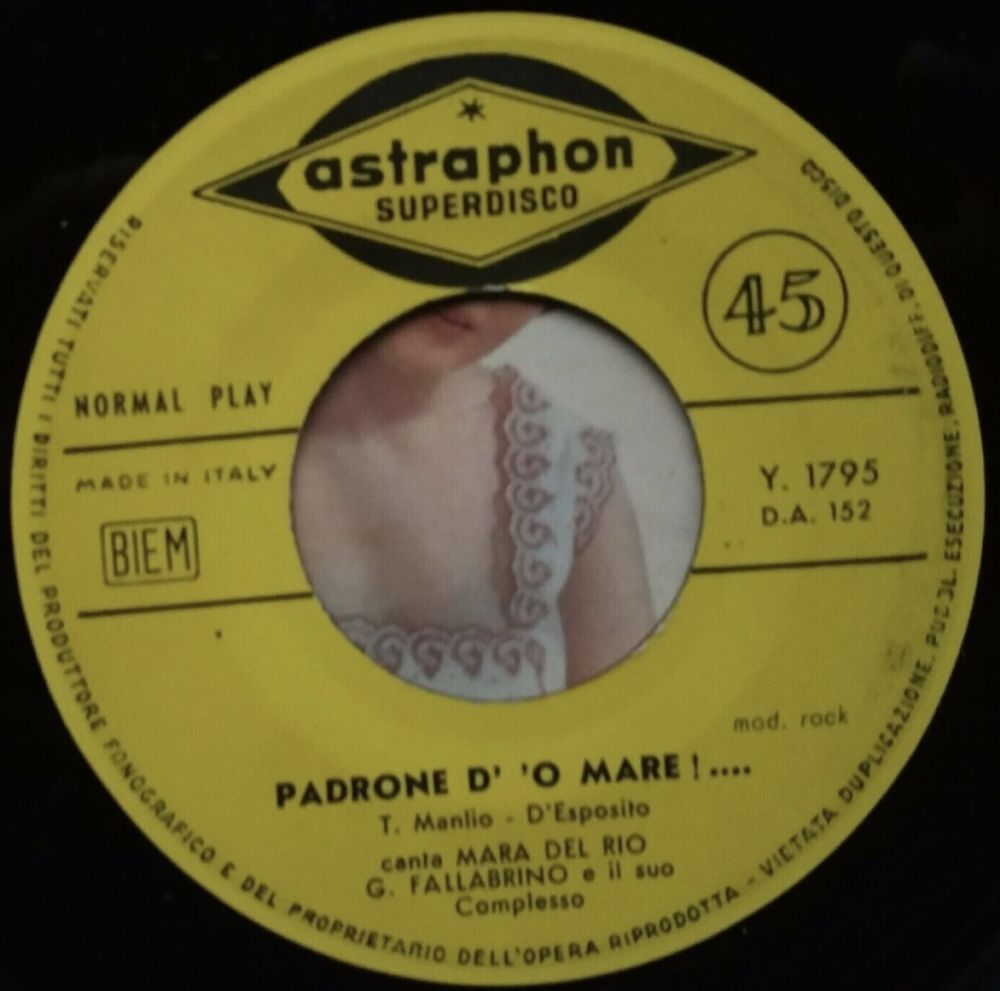 astraphon
SUPERDISCO
45
NORMAL PLAY
MADE IN ITALY
BIEM
Y. 1795
D.A. 152
mod. rock
PADRONE D' 'O MARE !....
T. Manlio - D'Esposito
canta MARA DEL RIO
G. FALLABRINO e il suo
Complesso
RISERVATI TUTTI I DIRITTI DEL PRODUTTORE FONOGRAFICO E DEL PROPRIETARIO DELL'OPERA RIPRODOTTA - VIETATA DUPLICAZIONE, ESECUZIONE, RADIODIFF. DI QUESTO DISCO